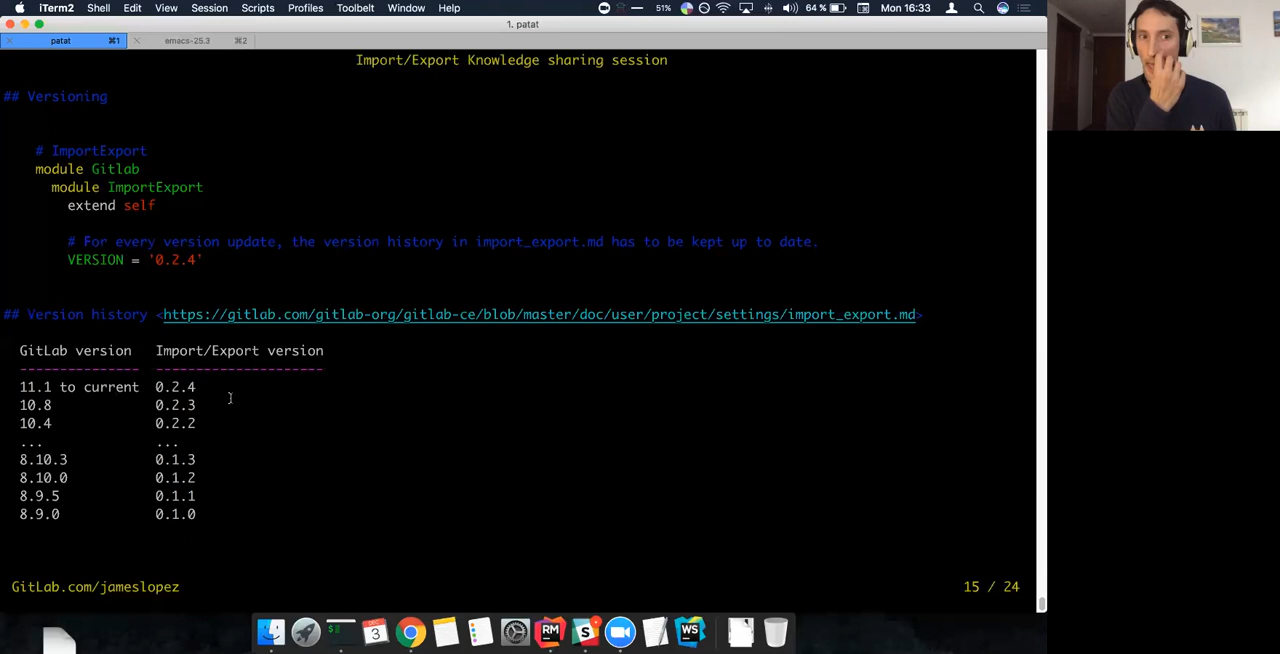 iTerm2 Shell Edit View Session Scripts Profiles Toolbelt Window Help 51% 64% Mon 16:33
1. patat
patat ⌘1 emacs-25.3 ⌘2
Import/Export Knowledge sharing session
## Versioning
# ImportExport
module Gitlab
module ImportExport
extend self
# For every version update, the version history in import_export.md has to be kept up to date.
VERSION = '0.2.4'
## Version history <https://gitlab.com/gitlab-org/gitlab-ce/blob/master/doc/user/project/settings/import_export.md>
GitLab version Import/Export version
--------------- ---------------------
11.1 to current 0.2.4
10.8 0.2.3
10.4 0.2.2
... ...
8.10.3 0.1.3
8.10.0 0.1.2
8.9.5 0.1.1
8.9.0 0.1.0
GitLab.com/jameslopez 15 / 24
DEC
3
RM
WS